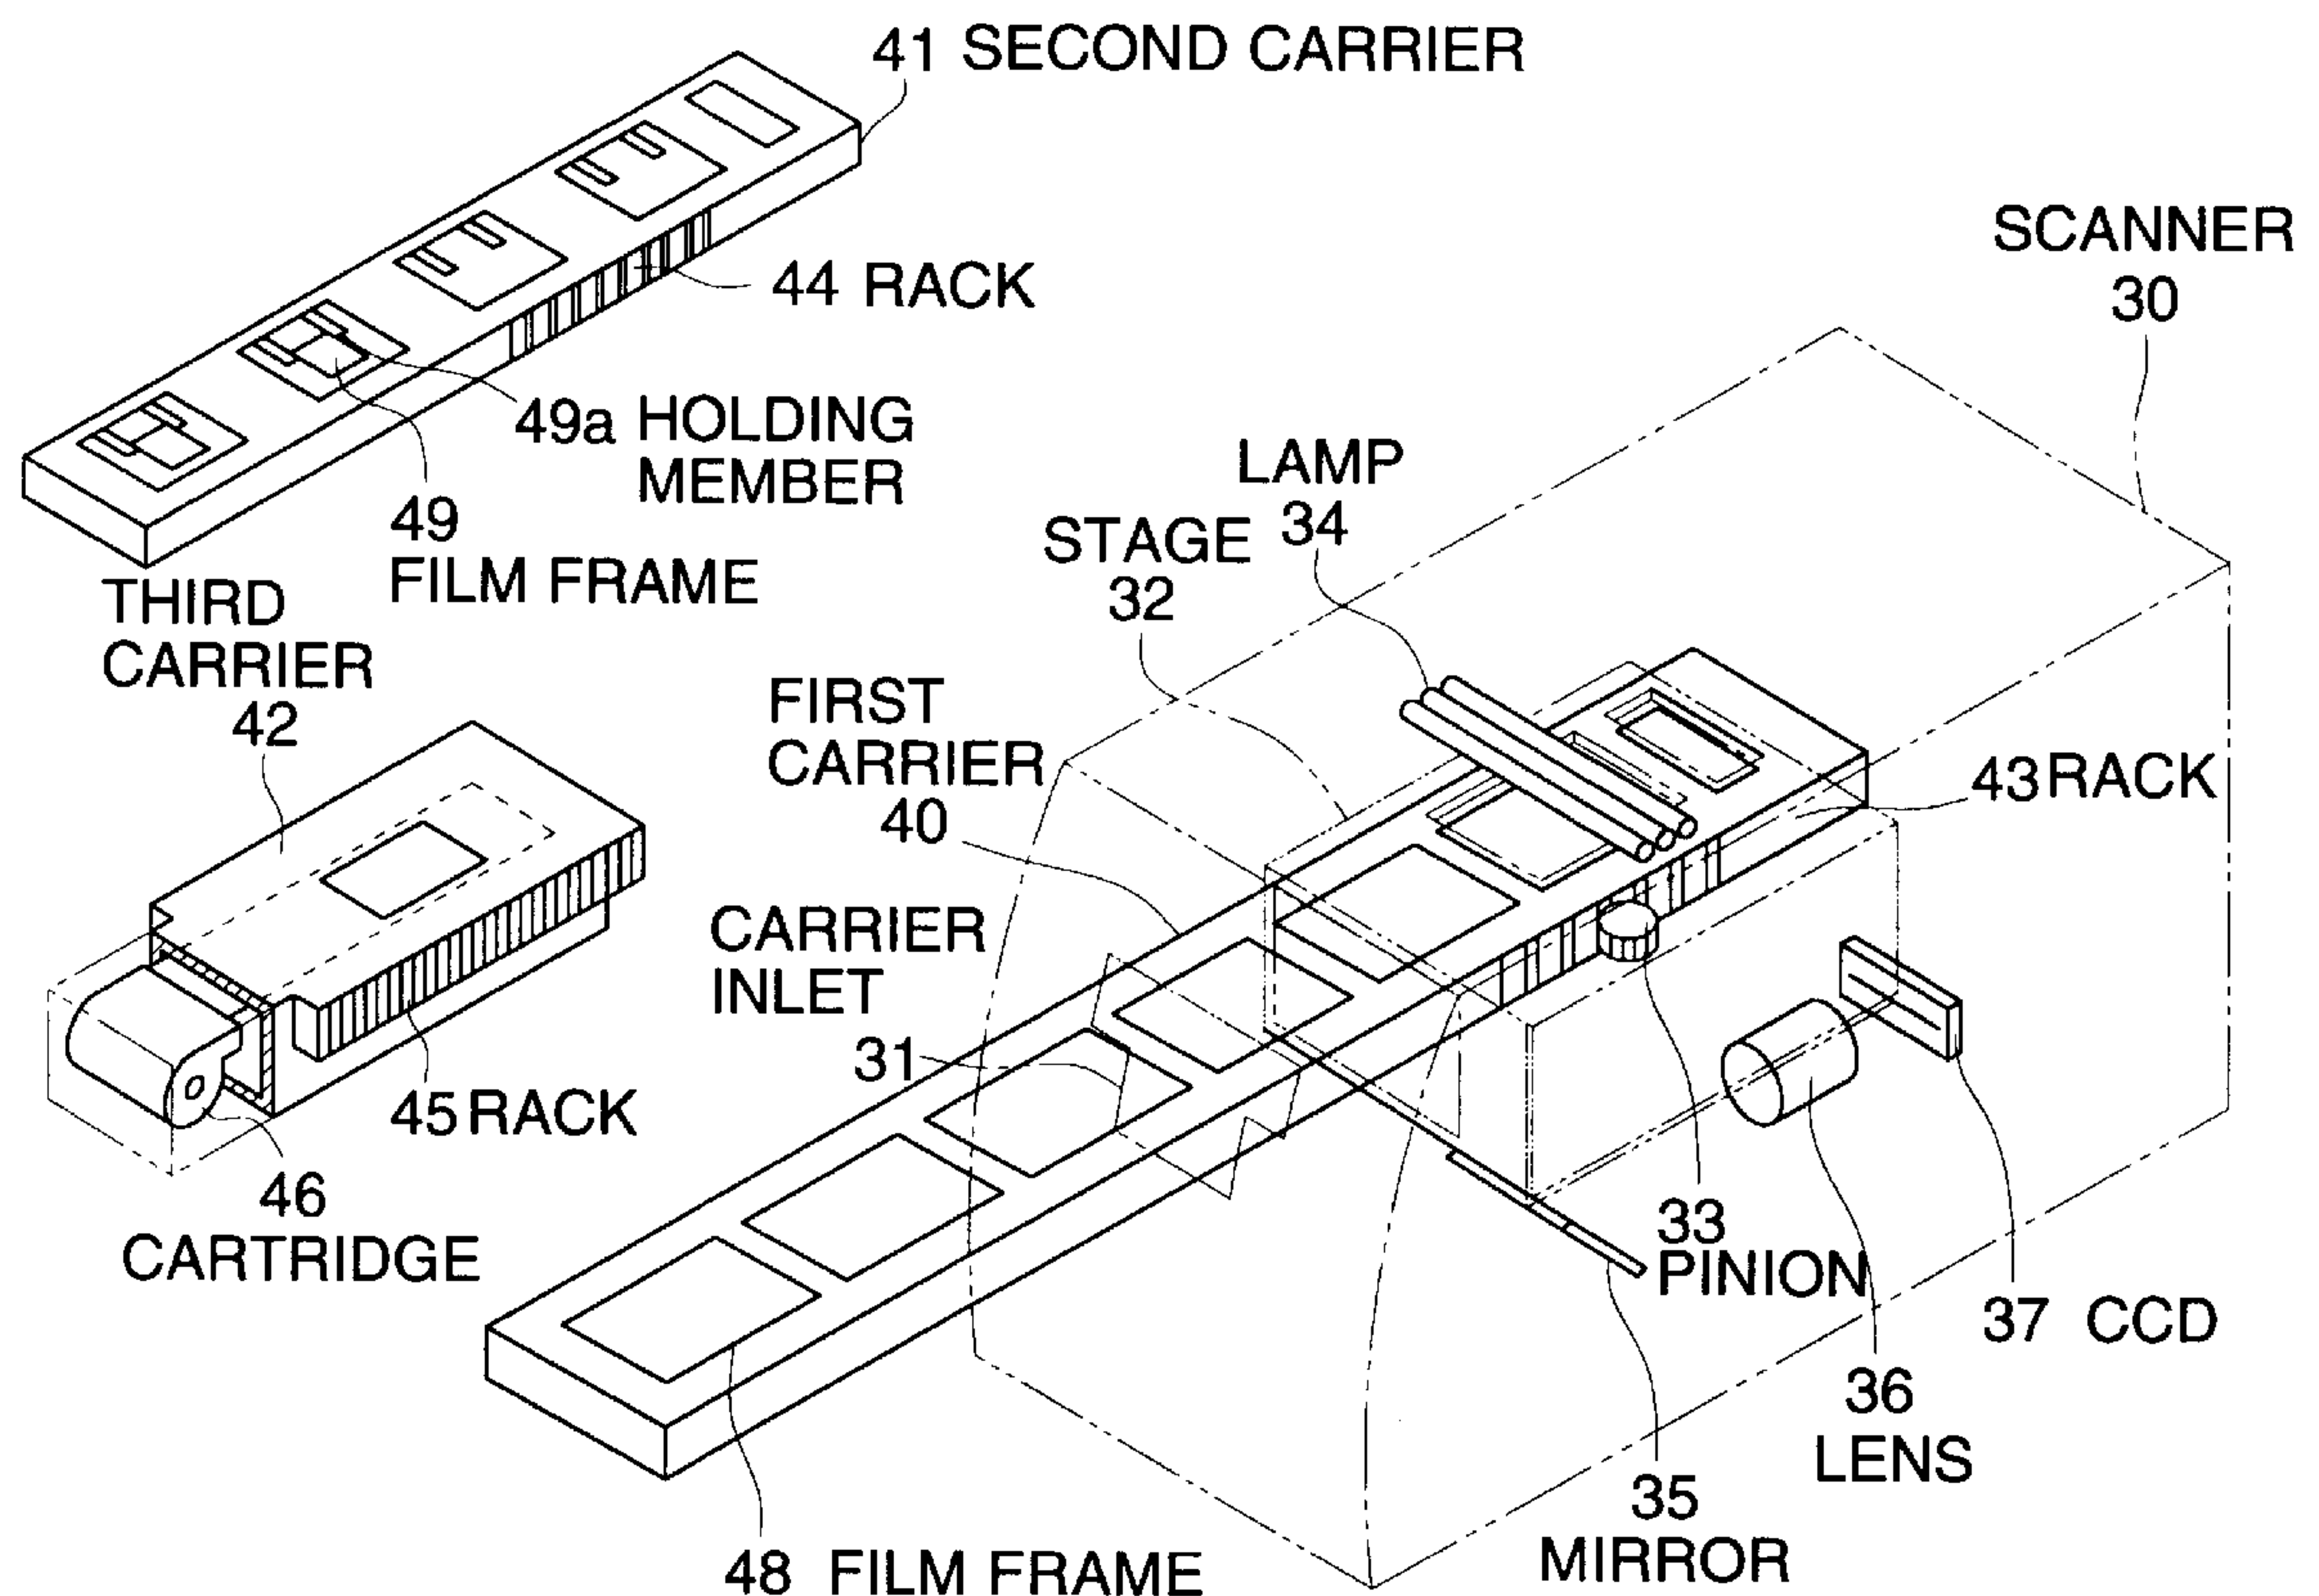 41 SECOND CARRIER
SCANNER
30
44 RACK
49a HOLDING
MEMBER
49
FILM FRAME
LAMP
34
STAGE
32
THIRD
CARRIER
42
FIRST
CARRIER
40
43 RACK
CARRIER
INLET
31
45 RACK
46
CARTRIDGE
33
PINION
37 CCD
36
LENS
35
MIRROR
48 FILM FRAME